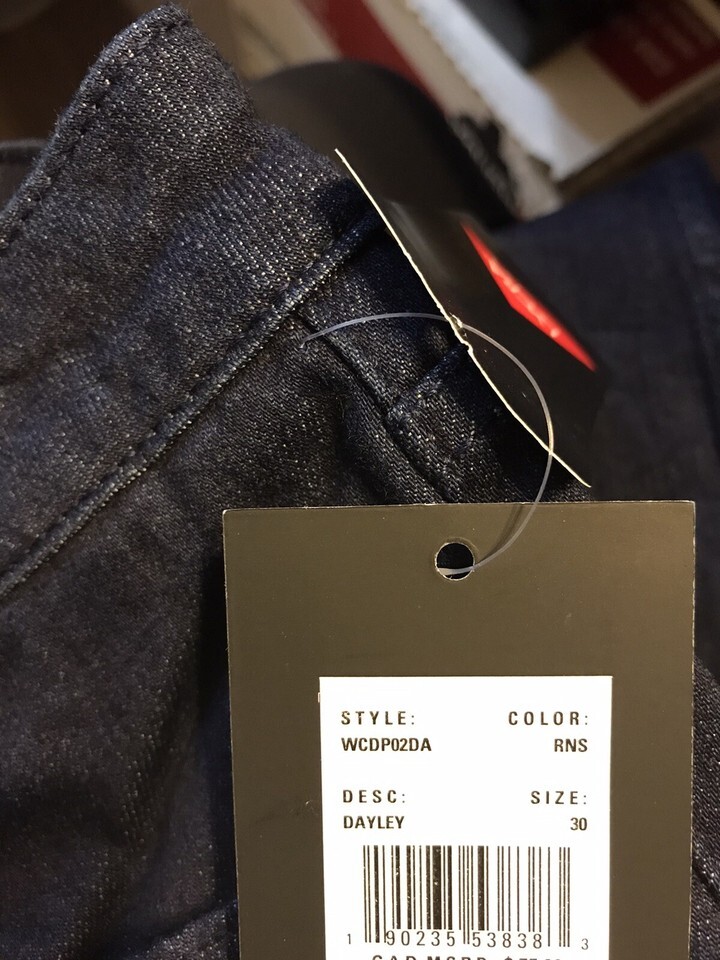 STYLE: COLOR:
WCDP02DA RNS
DESC: SIZE:
DAYLEY 30
1 90235 53838 3